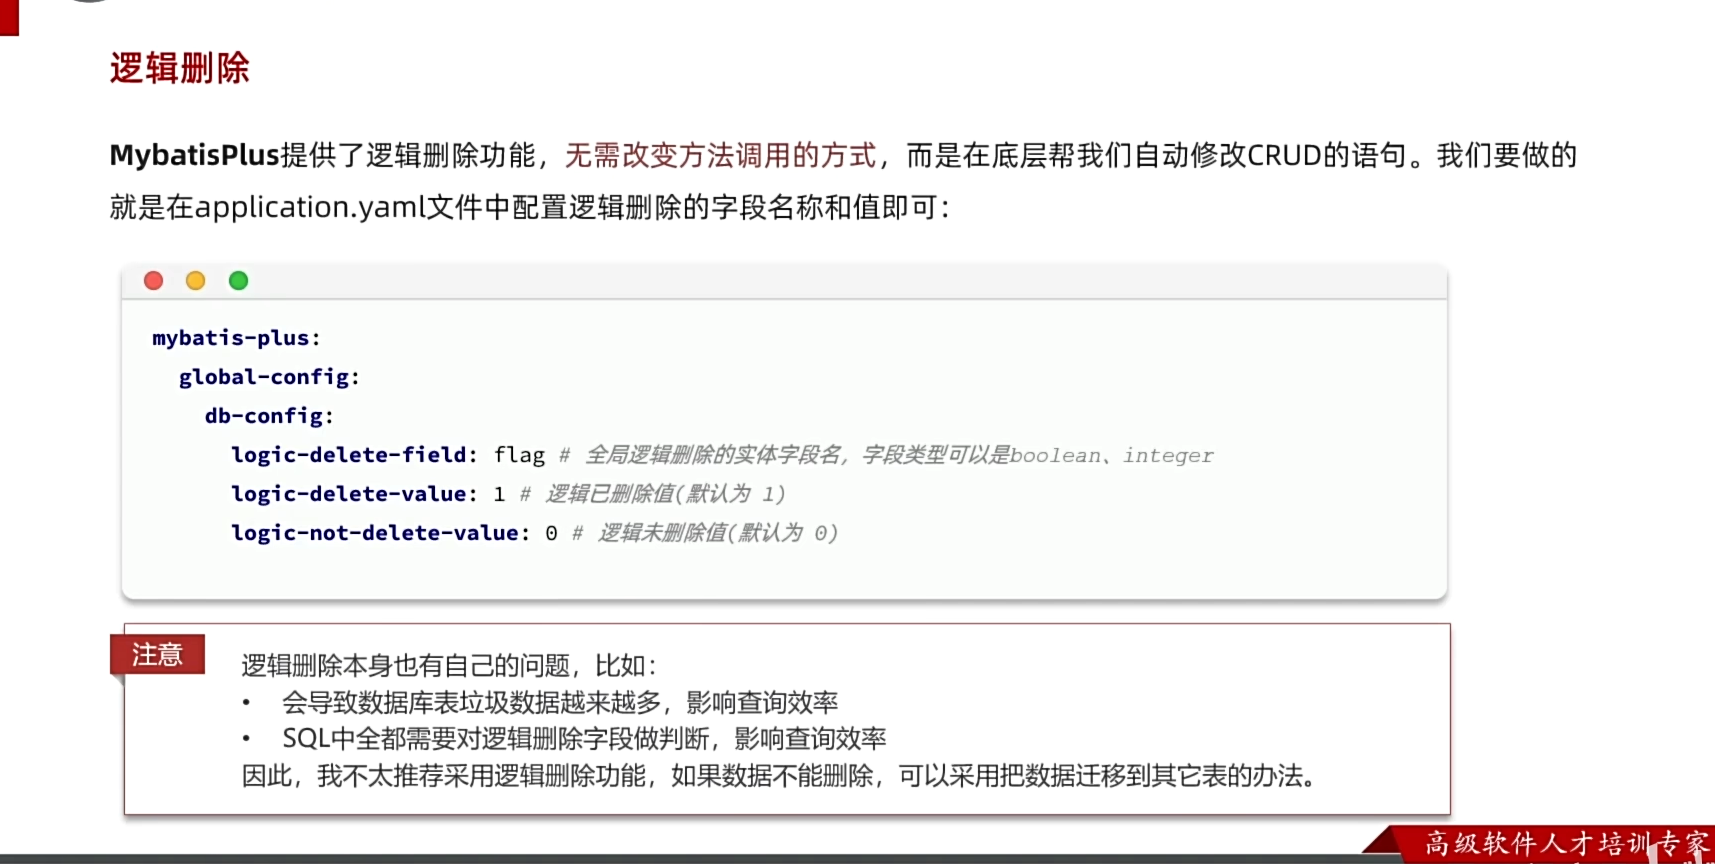 逻辑删除
MybatisPlus提供了逻辑删除功能，无需改变方法调用的方式，而是在底层帮我们自动修改CRUD的语句。我们要做的
就是在application.yaml文件中配置逻辑删除的字段名称和值即可：
mybatis-plus:
global-config:
db-config:
logic-delete-field: flag # 全局逻辑删除的实体字段名，字段类型可以是boolean、integer
logic-delete-value: 1 # 逻辑已删除值(默认为 1)
logic-not-delete-value: 0 # 逻辑未删除值(默认为 0)
注意
逻辑删除本身也有自己的问题，比如：
• 会导致数据库表垃圾数据越来越多，影响查询效率
• SQL中全都需要对逻辑删除字段做判断，影响查询效率
因此，我不太推荐采用逻辑删除功能，如果数据不能删除，可以采用把数据迁移到其它表的办法。
高级软件人才培训专家